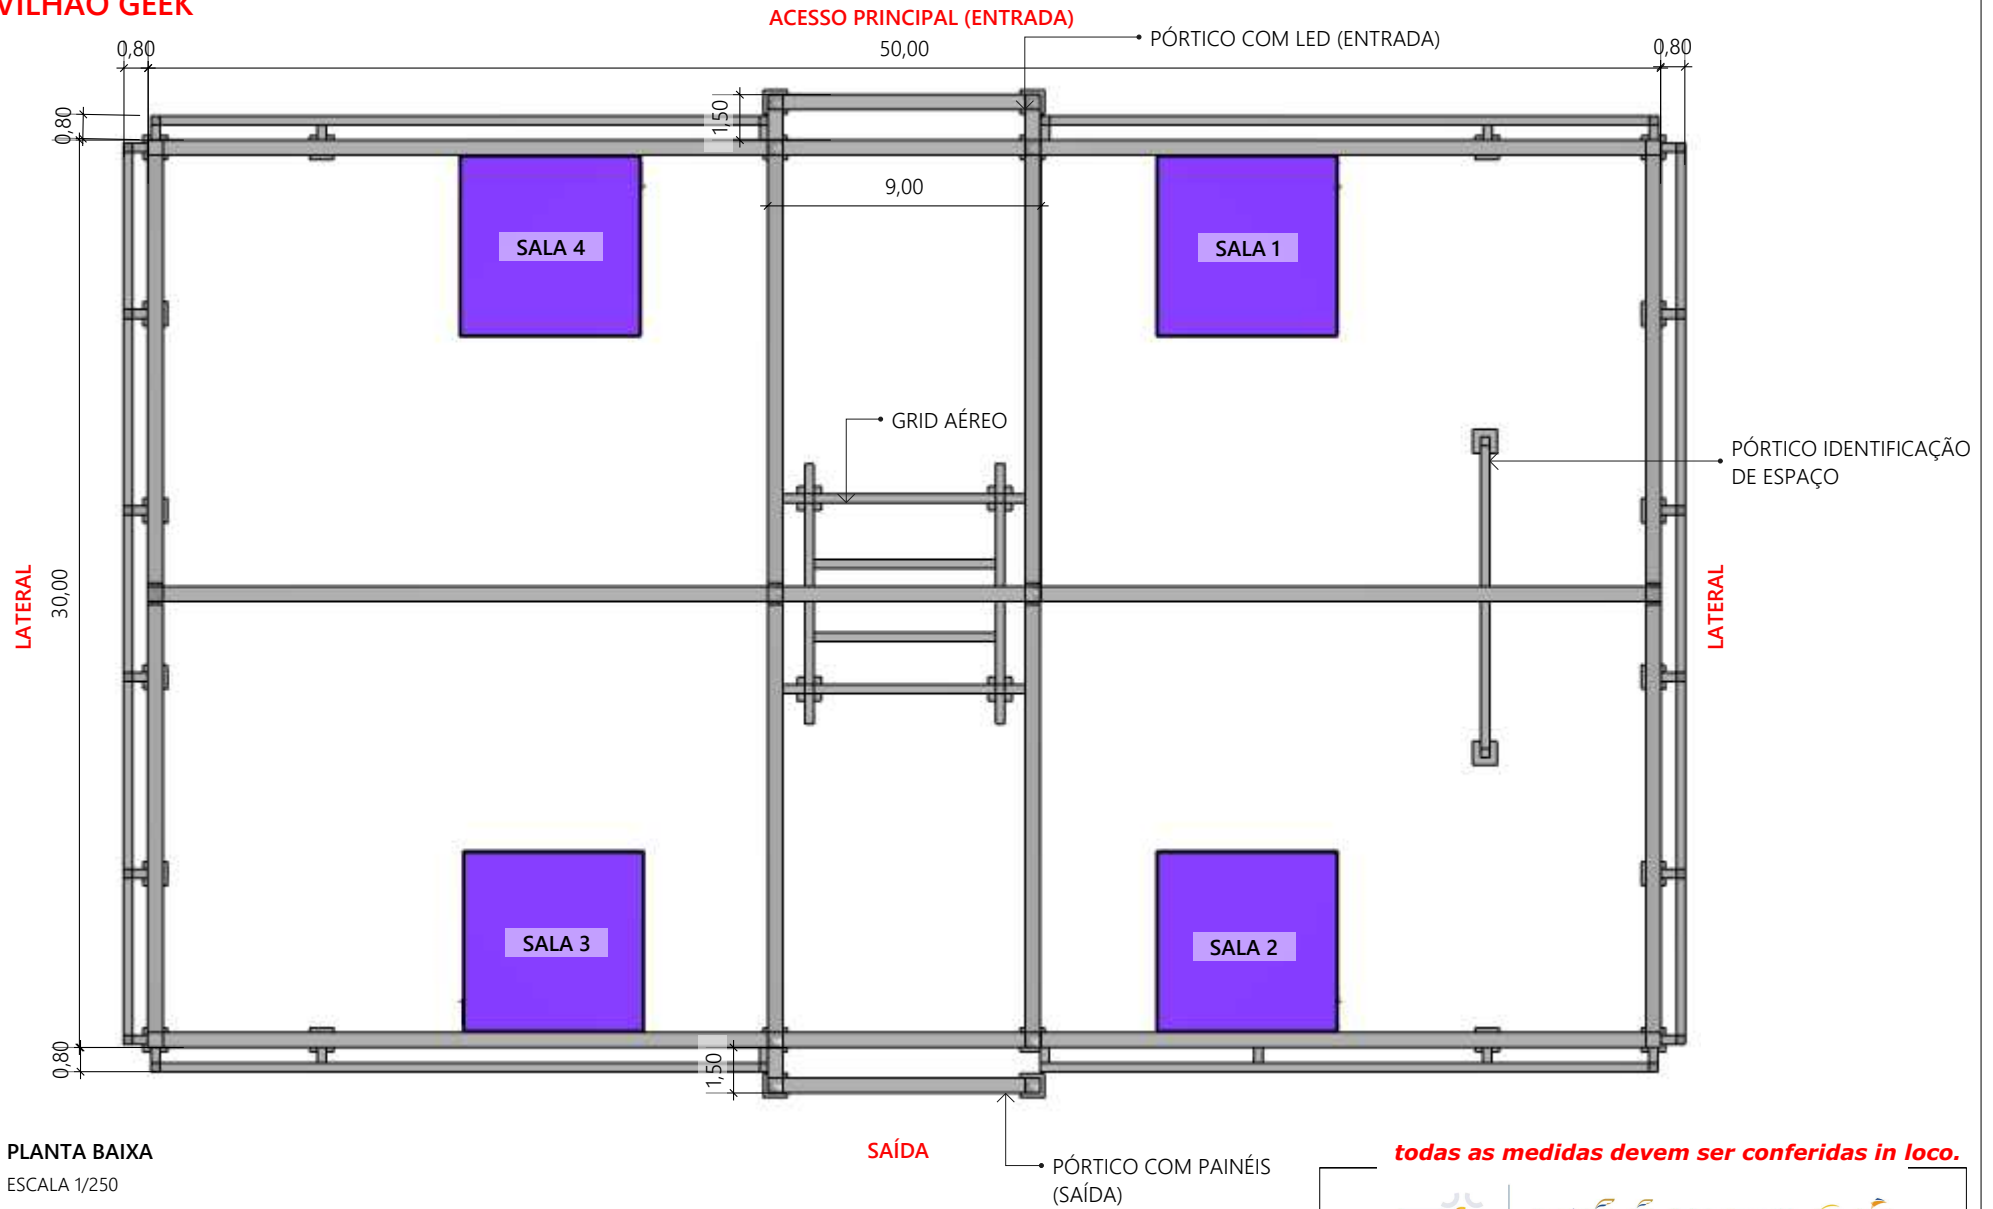 VILHÃO GEEK
ACESSO PRINCIPAL (ENTRADA)
PÓRTICO COM LED (ENTRADA)
0,80
50,00
0,80
0,80
1,50
9,00
SALA 4
SALA 1
GRID AÉREO
PÓRTICO IDENTIFICAÇÃO
DE ESPAÇO
LATERAL
30,00
LATERAL
SALA 3
SALA 2
0,80
1,50
PLANTA BAIXA
ESCALA 1/250
SAÍDA
PÓRTICO COM PAINÉIS
(SAÍDA)
todas as medidas devem ser conferidas in loco.